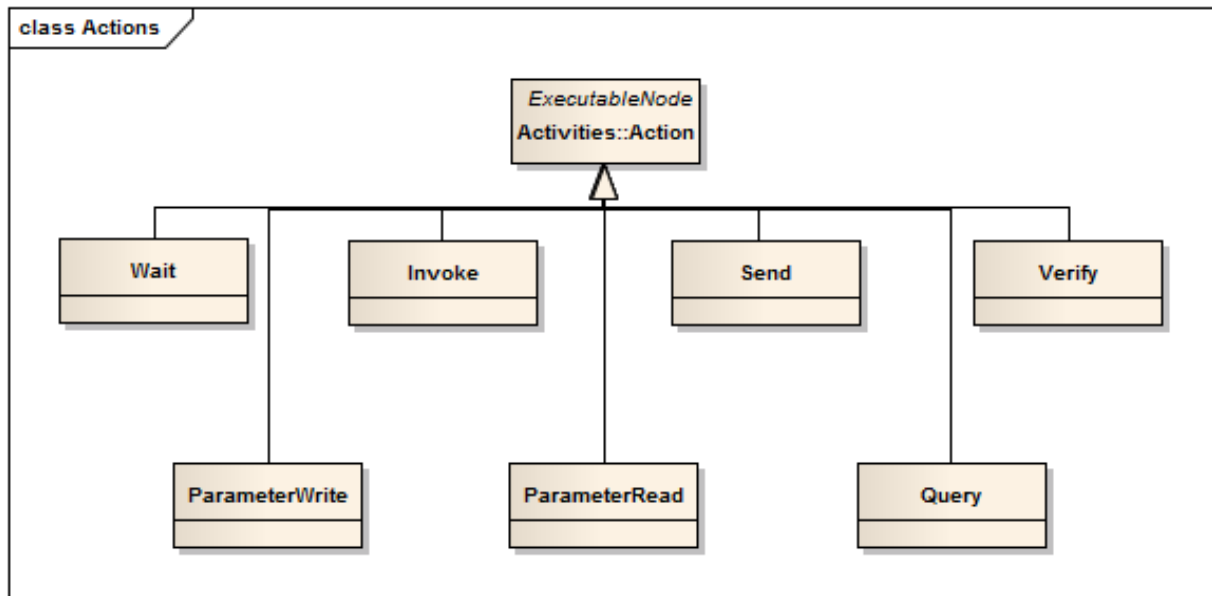 class Actions
ExecutableNode
Activities::Action
Wait
Invoke
Send
Verify
ParameterWrite
ParameterRead
Query